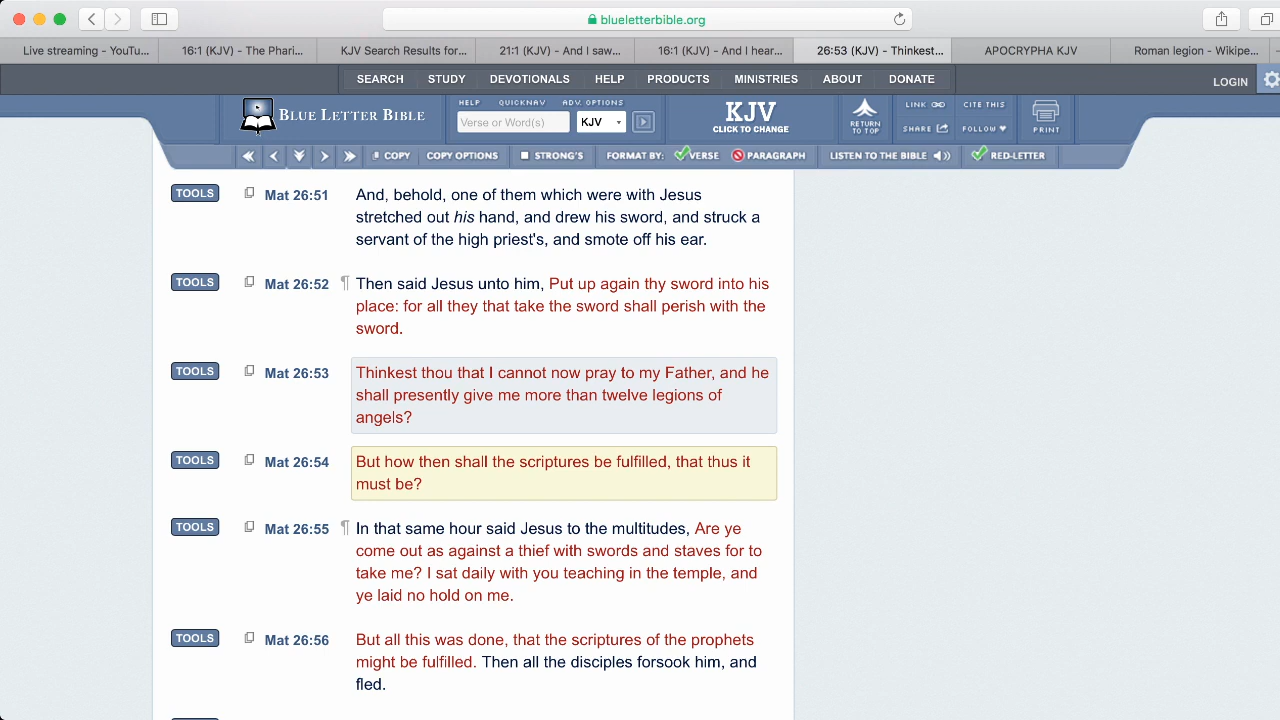 blueletterbible.org
Live streaming - YouTu...
16:1 (KJV) - The Phari...
KJV Search Results for...
21:1 (KJV) - And I saw...
16:1 (KJV) - And I hear...
26:53 (KJV) - Thinkest...
APOCRYPHA KJV
Roman legion - Wikipe...
SEARCH STUDY DEVOTIONALS HELP PRODUCTS MINISTRIES ABOUT DONATE
LOGIN
BLUE LETTER BIBLE
HELP QUICKNAV ADV. OPTIONS
Verse or Word(s)
KJV
KJV
CLICK TO CHANGE
RETURN
TO TOP
LINK
CITE THIS
SHARE
FOLLOW
PRINT
COPY COPY OPTIONS STRONG'S FORMAT BY: VERSE PARAGRAPH LISTEN TO THE BIBLE RED-LETTER
TOOLS Mat 26:51 And, behold, one of them which were with Jesus
stretched out his hand, and drew his sword, and struck a
servant of the high priest's, and smote off his ear.
TOOLS Mat 26:52 ¶ Then said Jesus unto him, Put up again thy sword into his
place: for all they that take the sword shall perish with the
sword.
TOOLS Mat 26:53 Thinkest thou that I cannot now pray to my Father, and he
shall presently give me more than twelve legions of
angels?
TOOLS Mat 26:54 But how then shall the scriptures be fulfilled, that thus it
must be?
TOOLS Mat 26:55 ¶ In that same hour said Jesus to the multitudes, Are ye
come out as against a thief with swords and staves for to
take me? I sat daily with you teaching in the temple, and
ye laid no hold on me.
TOOLS Mat 26:56 But all this was done, that the scriptures of the prophets
might be fulfilled. Then all the disciples forsook him, and
fled.